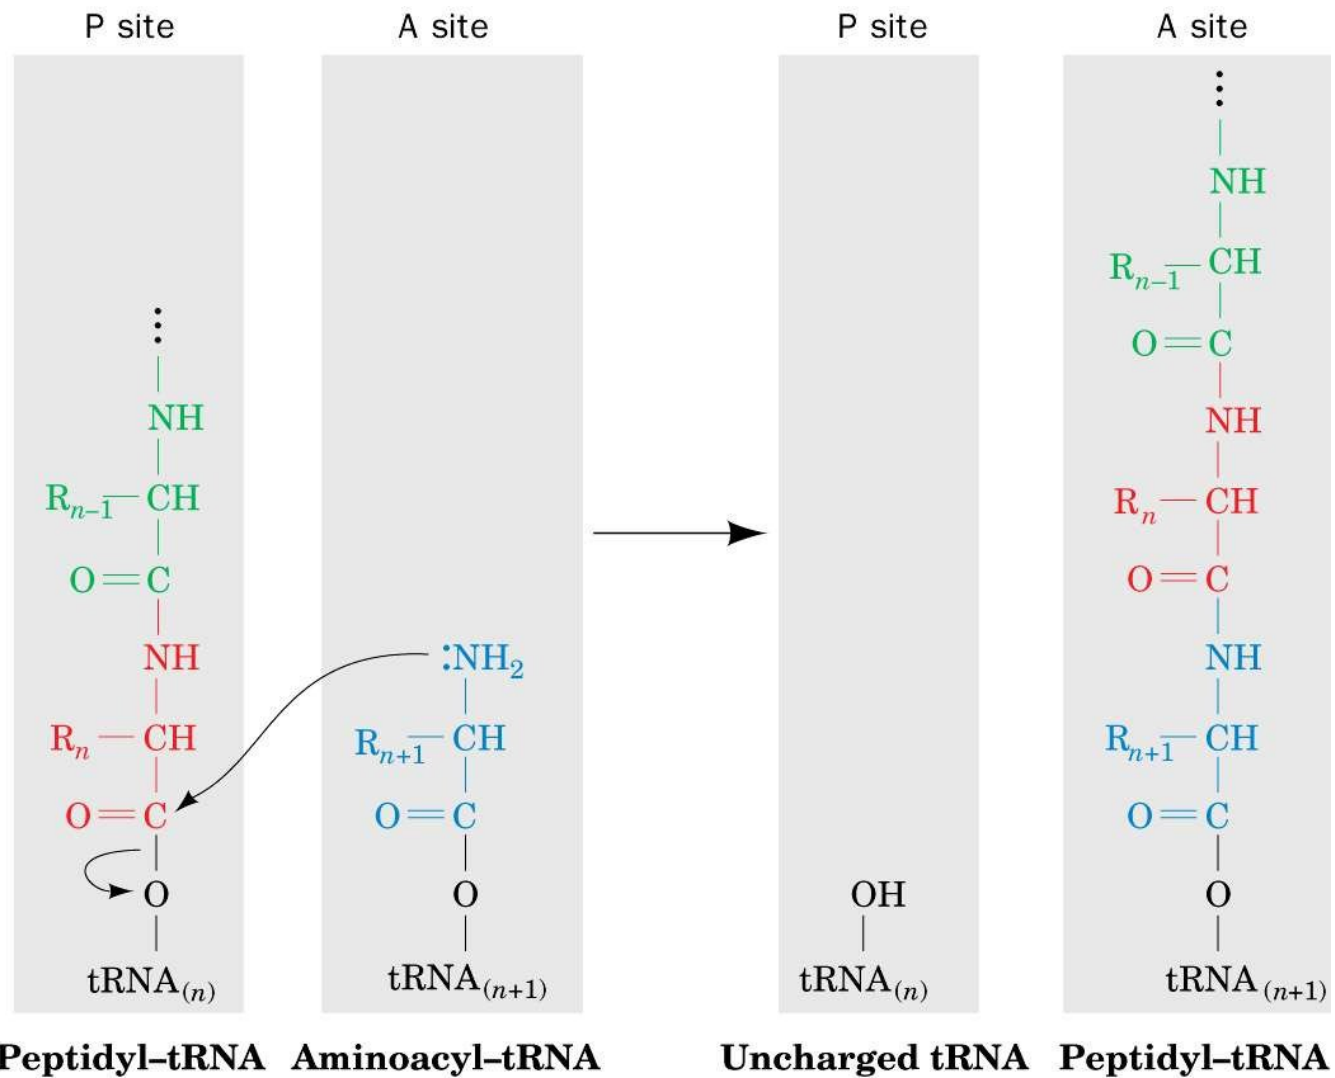 P site A site P site A site
⋮
NH
R_{n–1}—CH
⋮ O=C
NH NH
R_{n–1}—CH R_n—CH
O=C O=C
NH :NH₂ NH
R_n—CH R_{n+1}—CH R_{n+1}—CH
O=C O=C O=C
O O OH O
tRNA_{(n)} tRNA_{(n+1)} tRNA_{(n)} tRNA_{(n+1)}
Peptidyl–tRNA Aminoacyl–tRNA Uncharged tRNA Peptidyl–tRNA